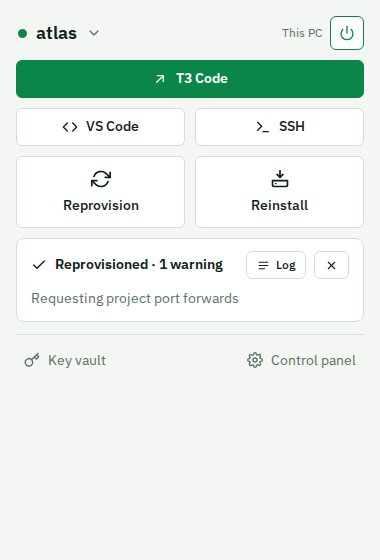 atlas
This PC
T3 Code
VS Code
SSH
Reprovision
Reinstall
Reprovisioned · 1 warning
Log
Requesting project port forwards
Key vault
Control panel